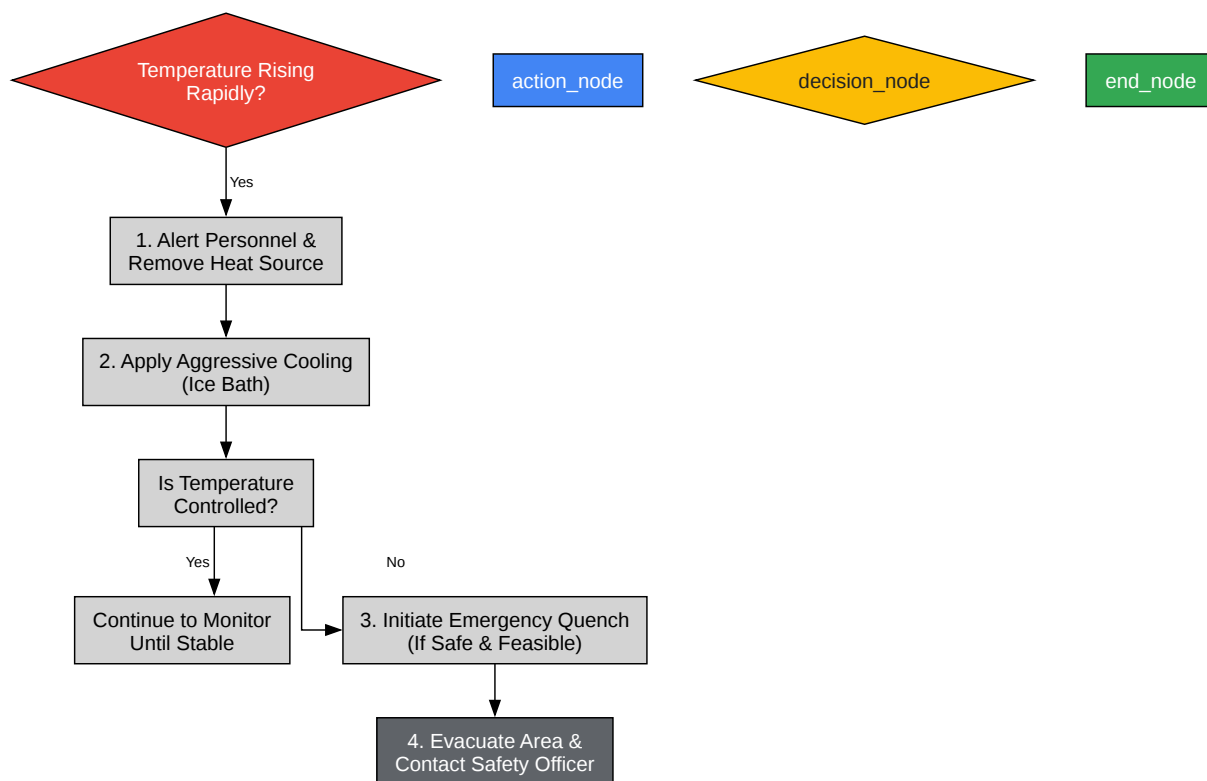 Temperature Rising
Rapidly?
action_node
decision_node
end_node
Yes
1. Alert Personnel &
Remove Heat Source
2. Apply Aggressive Cooling
(Ice Bath)
Is Temperature
Controlled?
Yes
No
Continue to Monitor
Until Stable
3. Initiate Emergency Quench
(If Safe & Feasible)
4. Evacuate Area &
Contact Safety Officer